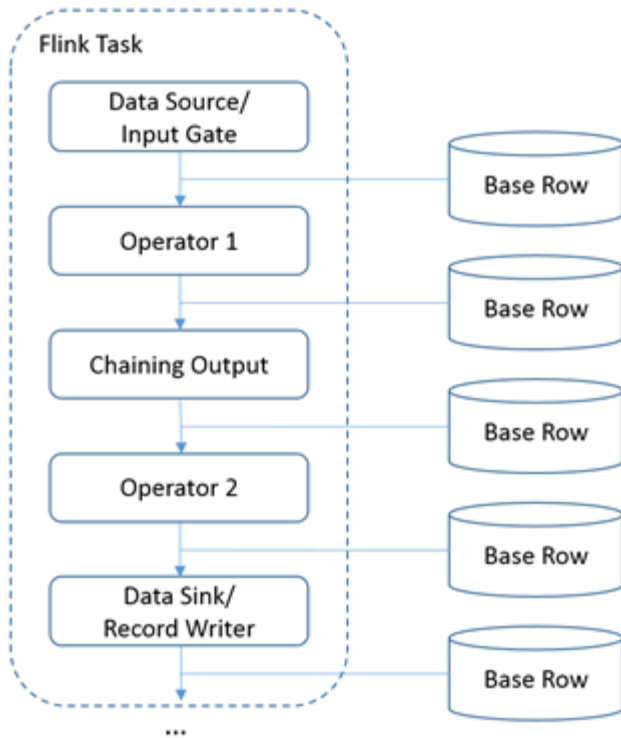 Flink Task
Data Source/
Input Gate
Base Row
Operator 1
Base Row
Chaining Output
Base Row
Operator 2
Base Row
Data Sink/
Record Writer
Base Row
...